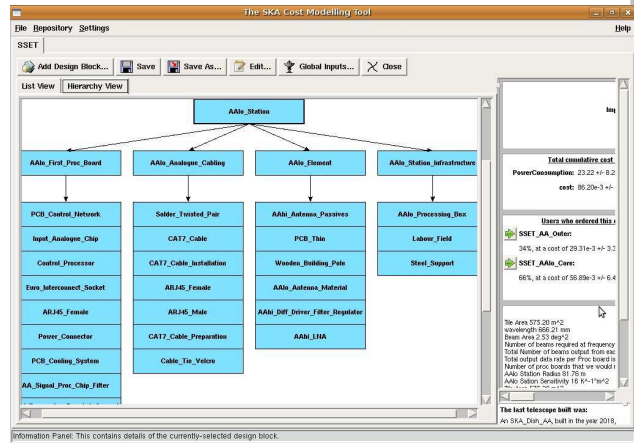 The SKA Cost Modelling Tool
File Repository Settings Help
SSET
Add Design Block... Save Save As... Edit... Global Inputs... Close
List View Hierarchy View
AAlo_Station
AAlo_First_Proc_Board AAlo_Analogue_Cabling AAlo_Element AAlo_Station_Infrastructure
PCB_Control_Network Solder_Twisted_Pair AAhi_Antenna_Passives AAlo_Processing_Box
Input_Analogue_Chip CAT7_Cable PCB_Thin Labour_Field
Control_Processor CAT7_Cable_Installation Wooden_Building_Pole Steel_Support
Euro_Interconnect_Socket ARJ45_Female AAlo_Antenna_Material
ARJ45_Female ARJ45_Male AAhi_Diff_Driver_Filter_Regulator
Power_Connector CAT7_Cable_Preparation AAhi_LNA
PCB_Cooling_System Cable_Tie_Velcro
AA_Signal_Proc_Chip_Filter
Total cumulative cost
PowerConsumption: 23.22 +/- 8.2
cost: 86.20e-3 +/-
Users who ordered this
SSET_AA_Outer:
34%, at a cost of 29.31e-3 +/- 3.3
SSET_AAlo_Core:
66%, at a cost of 56.89e-3 +/- 6.4
Tile Area 575.20 m^2
wavelength 666.21 mm
Beam Area 2.53 deg^2
Number of beams required at frequency
Total Number of beams output from eac
Total output data rate per Proc board is
Number of proc boards that we would r
AAlo Station Radius 81.76 m
AAlo Sation Sensitivity 16 K^-1*m^2
The last telescope built was:
An SKA_Dish_AA, built in the year 2018,
Information Panel: This contains details of the currently-selected design block.